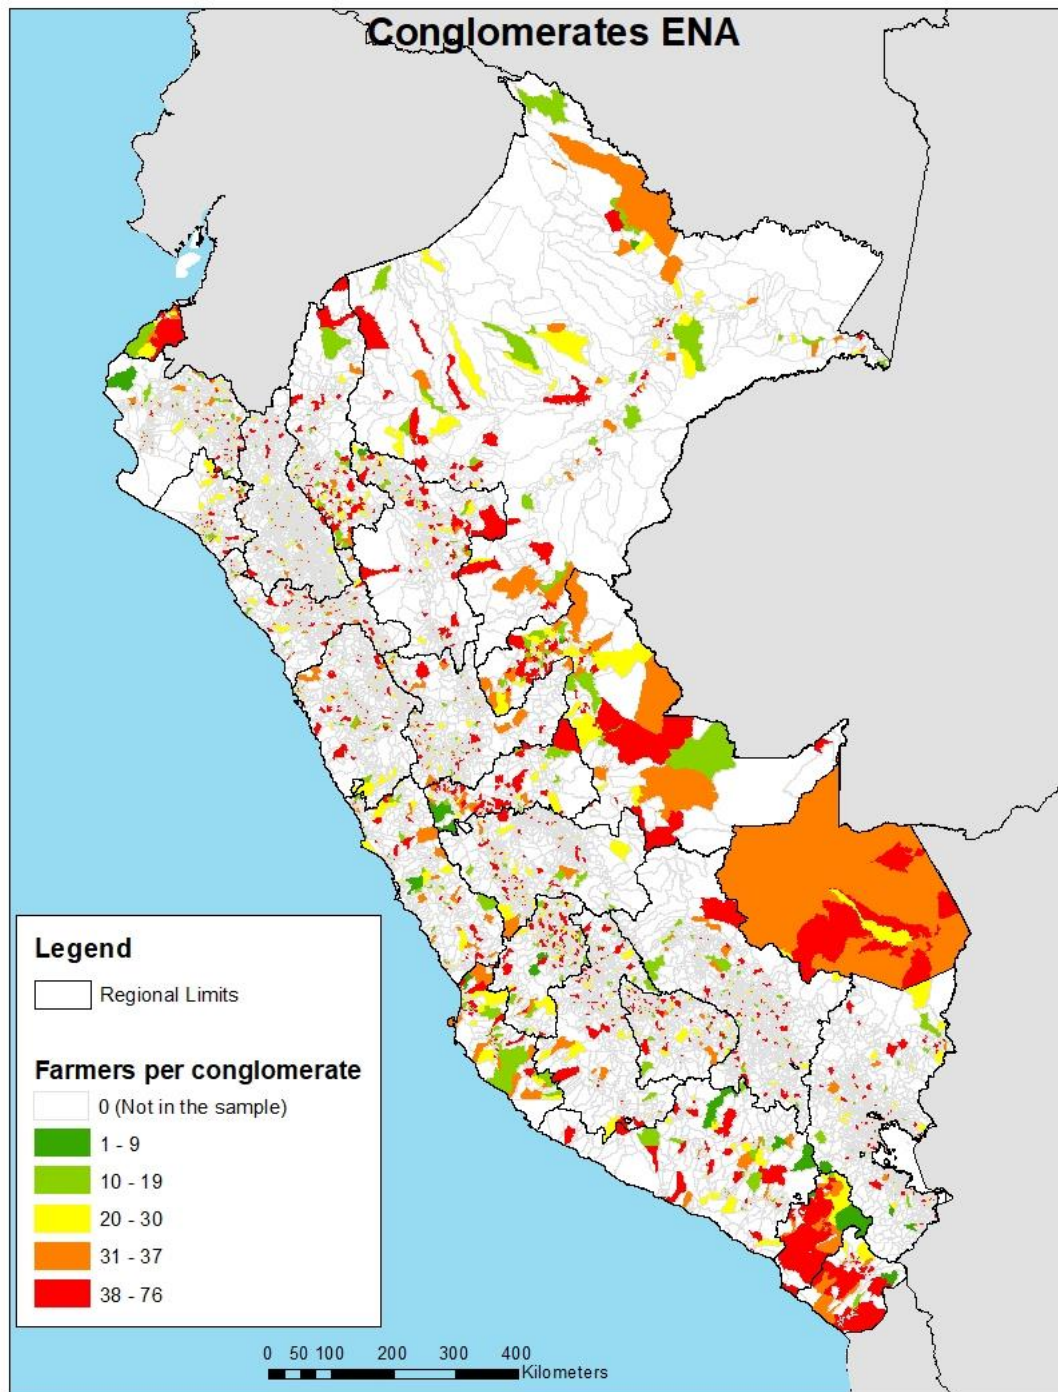 Conglomerates ENA
Legend
Regional Limits
Farmers per conglomerate
0 (Not in the sample)
1 - 9
10 - 19
20 - 30
31 - 37
38 - 76
0 50 100 200 300 400
Kilometers